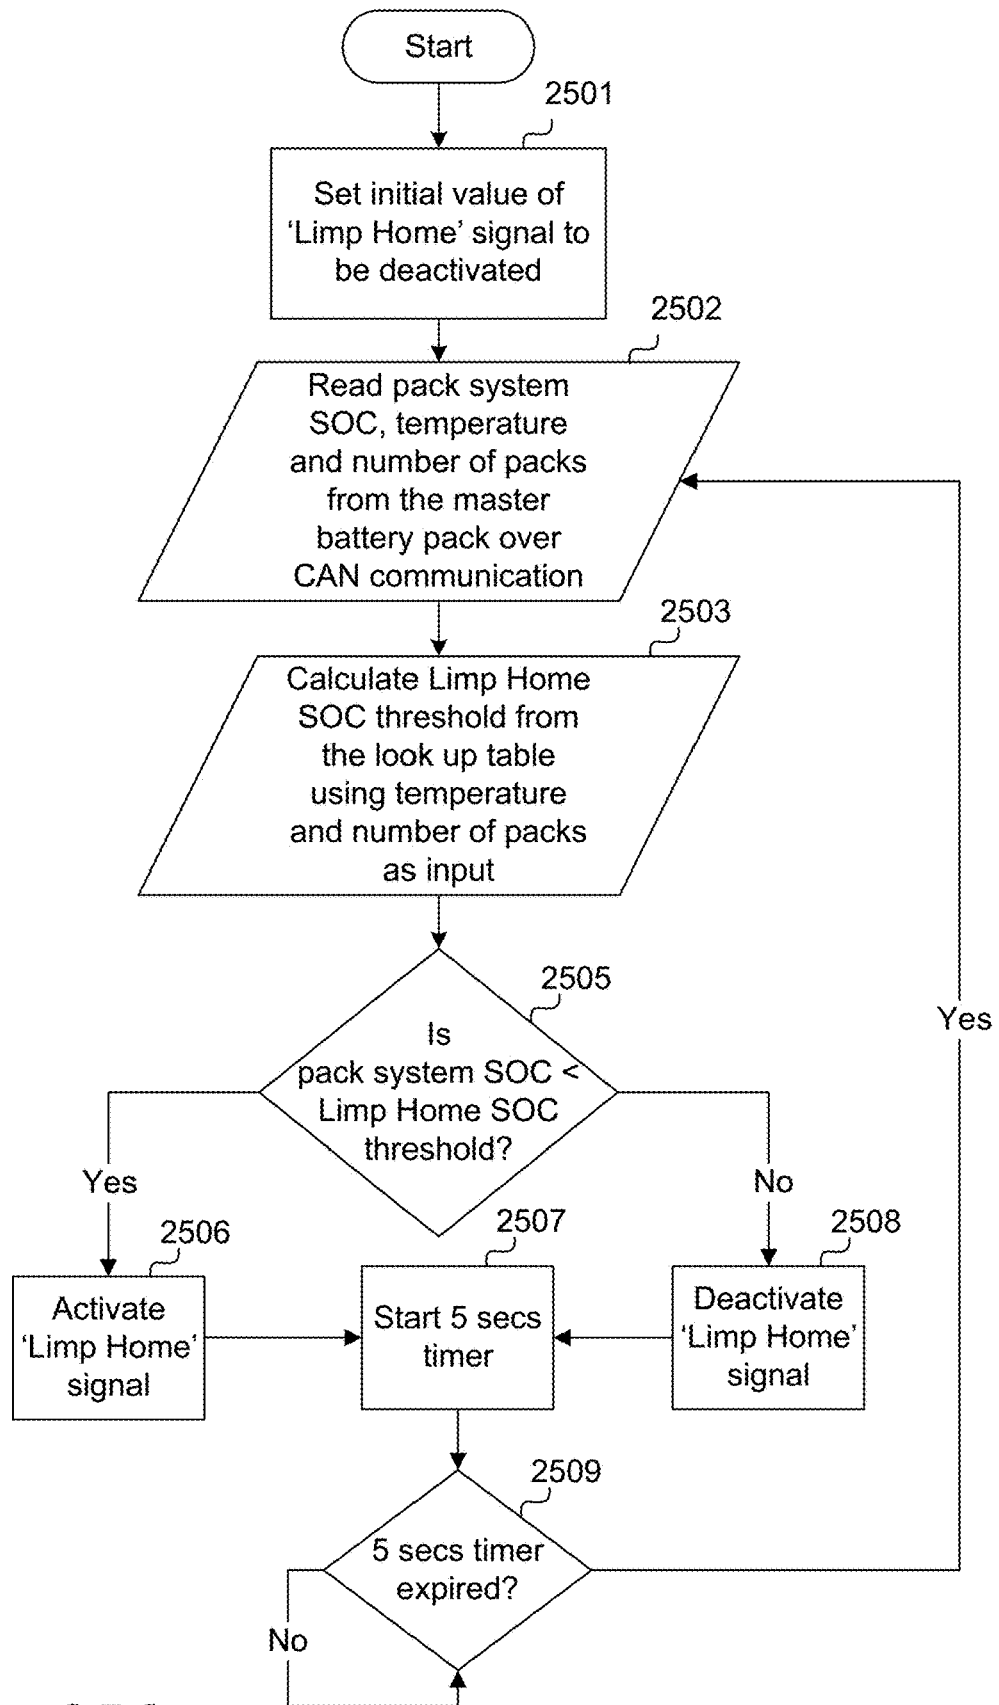 Start
2501
Set initial value of
‘Limp Home’ signal to
be deactivated
2502
Read pack system
SOC, temperature
and number of packs
from the master
battery pack over
CAN communication
2503
Calculate Limp Home
SOC threshold from
the look up table
using temperature
and number of packs
as input
2505
Is
pack system SOC <
Limp Home SOC
threshold?
Yes
No
Yes
2506
Activate
‘Limp Home’
signal
2507
Start 5 secs
timer
2508
Deactivate
‘Limp Home’
signal
2509
5 secs timer
expired?
No